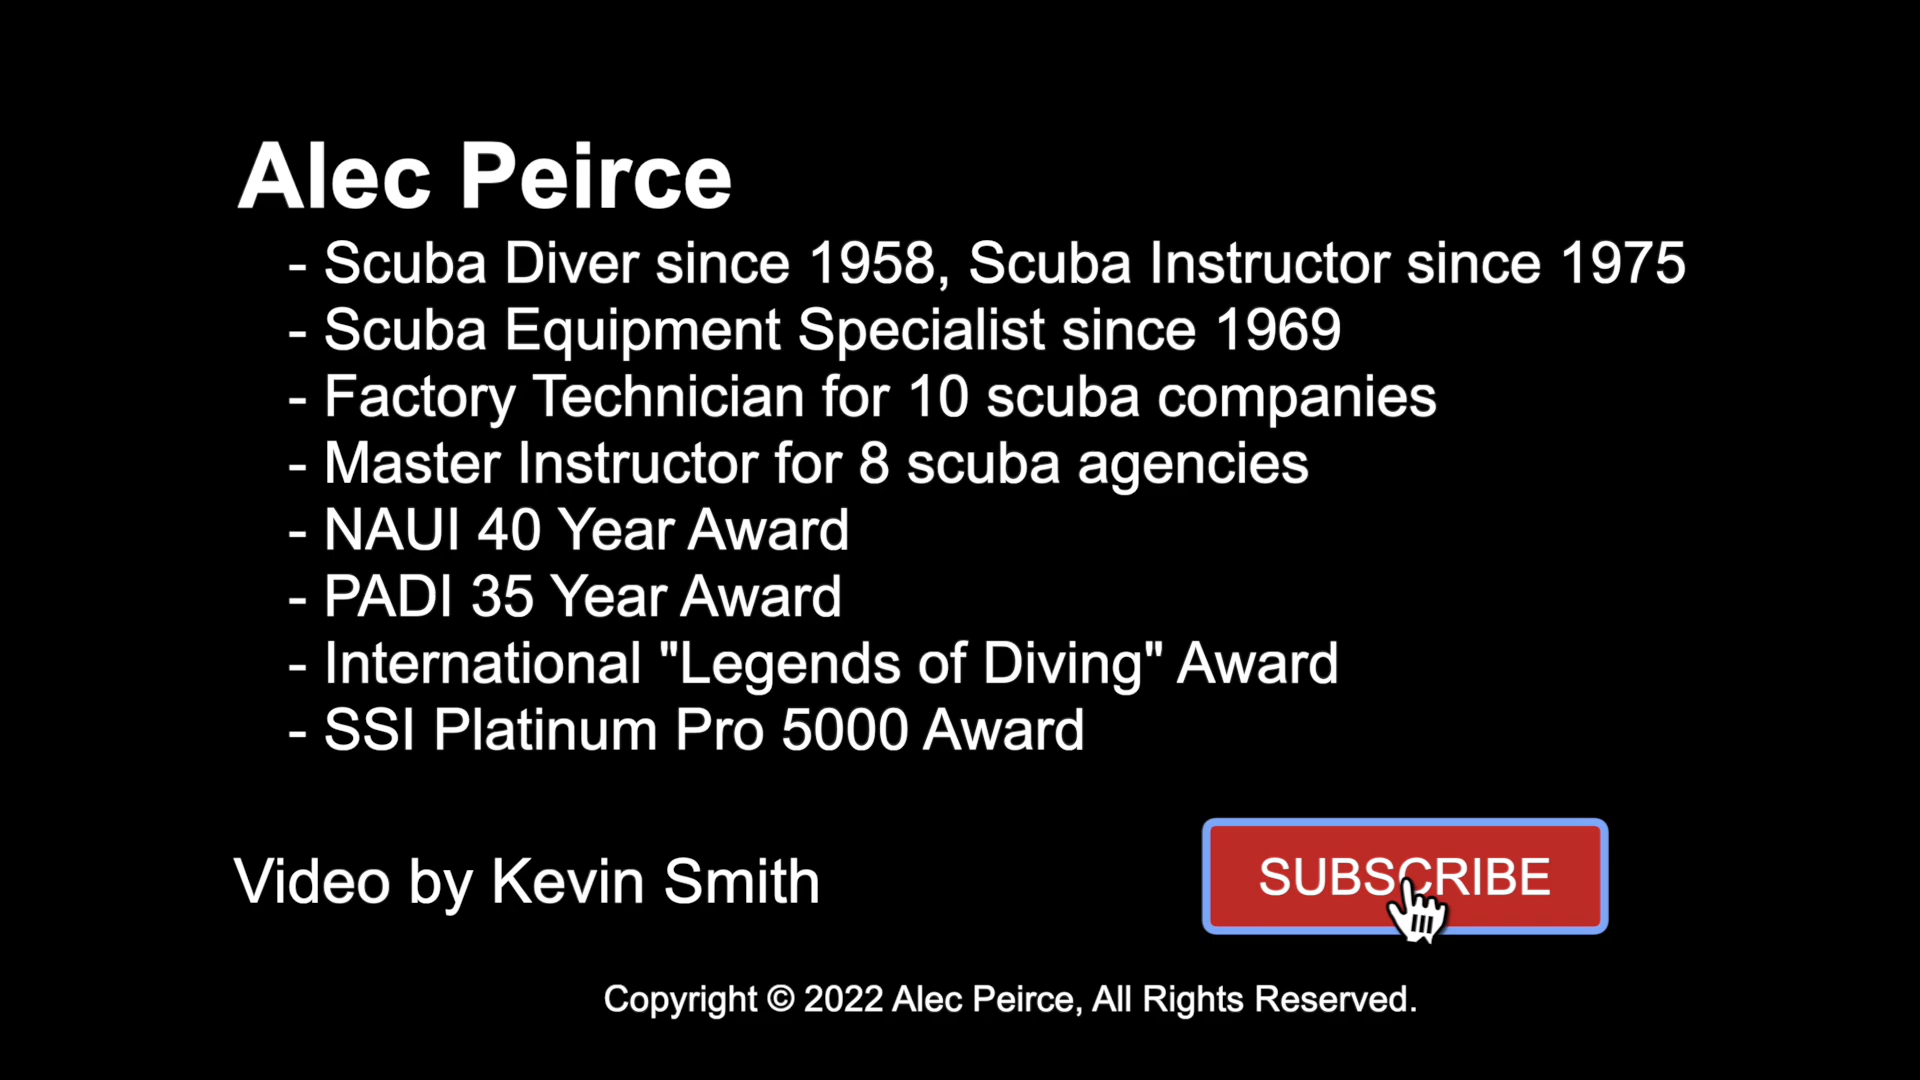 Alec Peirce
- Scuba Diver since 1958, Scuba Instructor since 1975
- Scuba Equipment Specialist since 1969
- Factory Technician for 10 scuba companies
- Master Instructor for 8 scuba agencies
- NAUI 40 Year Award
- PADI 35 Year Award
- International "Legends of Diving" Award
- SSI Platinum Pro 5000 Award
Video by Kevin Smith
SUBSCRIBE
Copyright © 2022 Alec Peirce, All Rights Reserved.